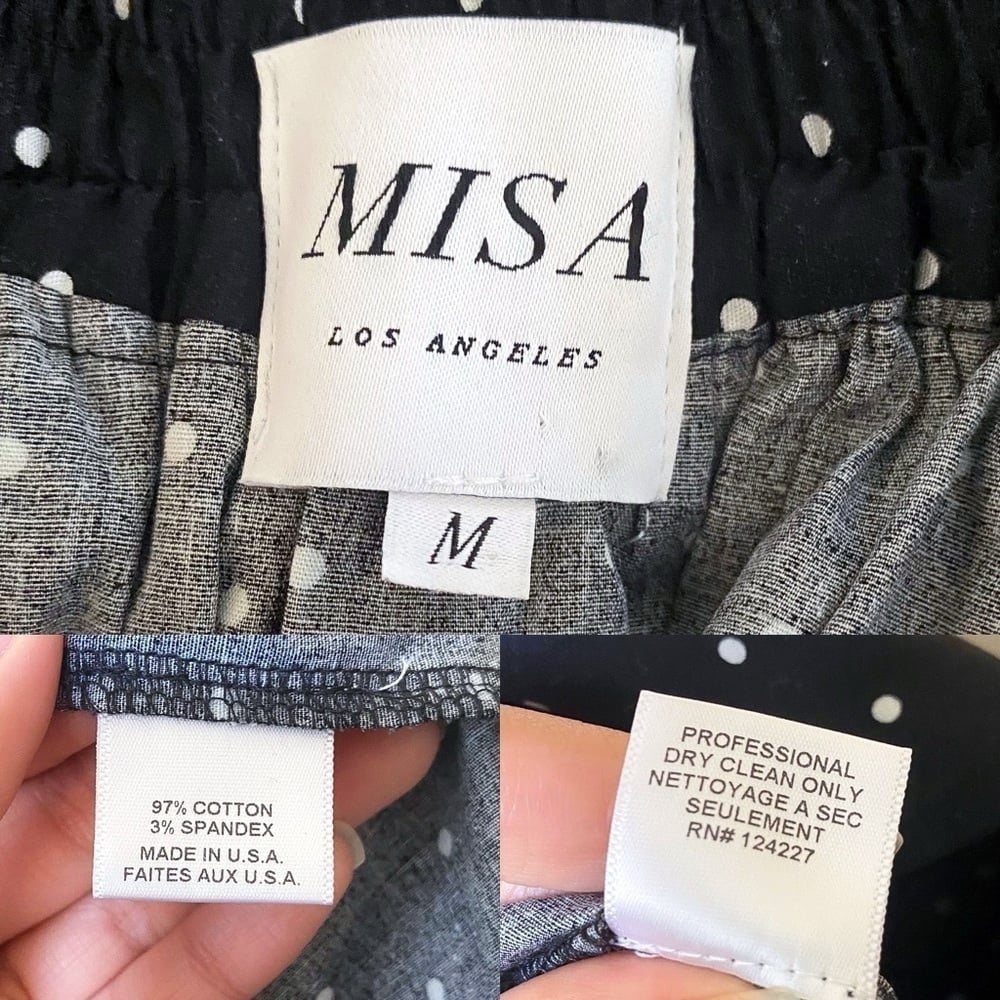 MISA
LOS ANGELES
M
97% COTTON
3% SPANDEX
MADE IN U.S.A.
FAITES AUX U.S.A.
PROFESSIONAL
DRY CLEAN ONLY
NETTOYAGE A SEC
SEULEMENT
RN# 124227